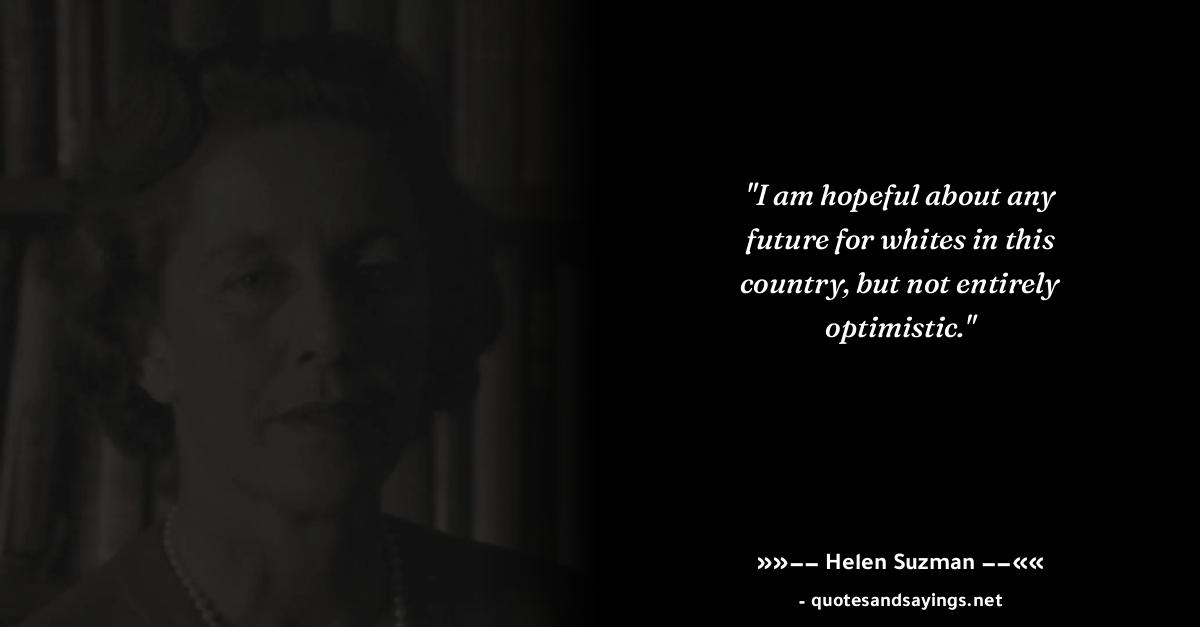 "I am hopeful about any
future for whites in this
country, but not entirely
optimistic."
»»−− Helen Suzman −−««
- quotesandsayings.net